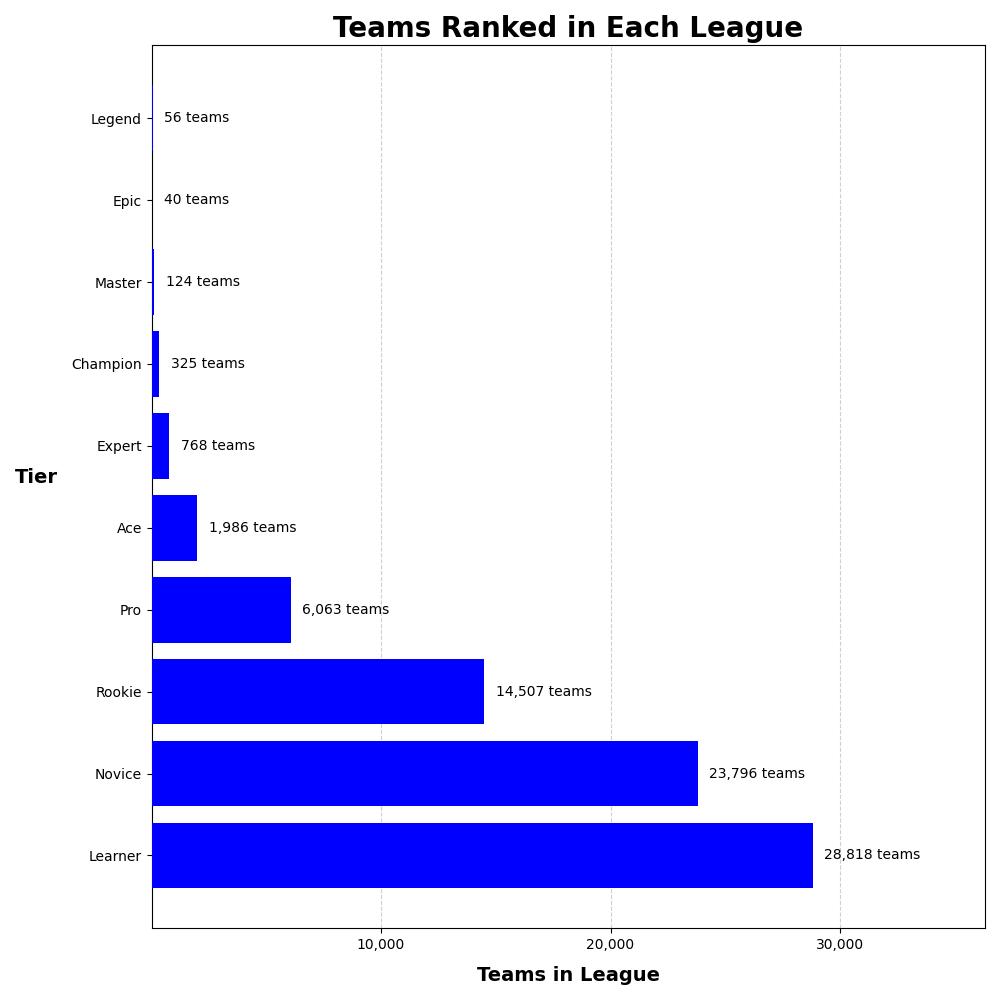 Teams Ranked in Each League
Legend 56 teams
Epic 40 teams
Master 124 teams
Champion 325 teams
Expert 768 teams
Tier
Ace 1,986 teams
Pro 6,063 teams
Rookie 14,507 teams
Novice 23,796 teams
Learner 28,818 teams
10,000 20,000 30,000
Teams in League